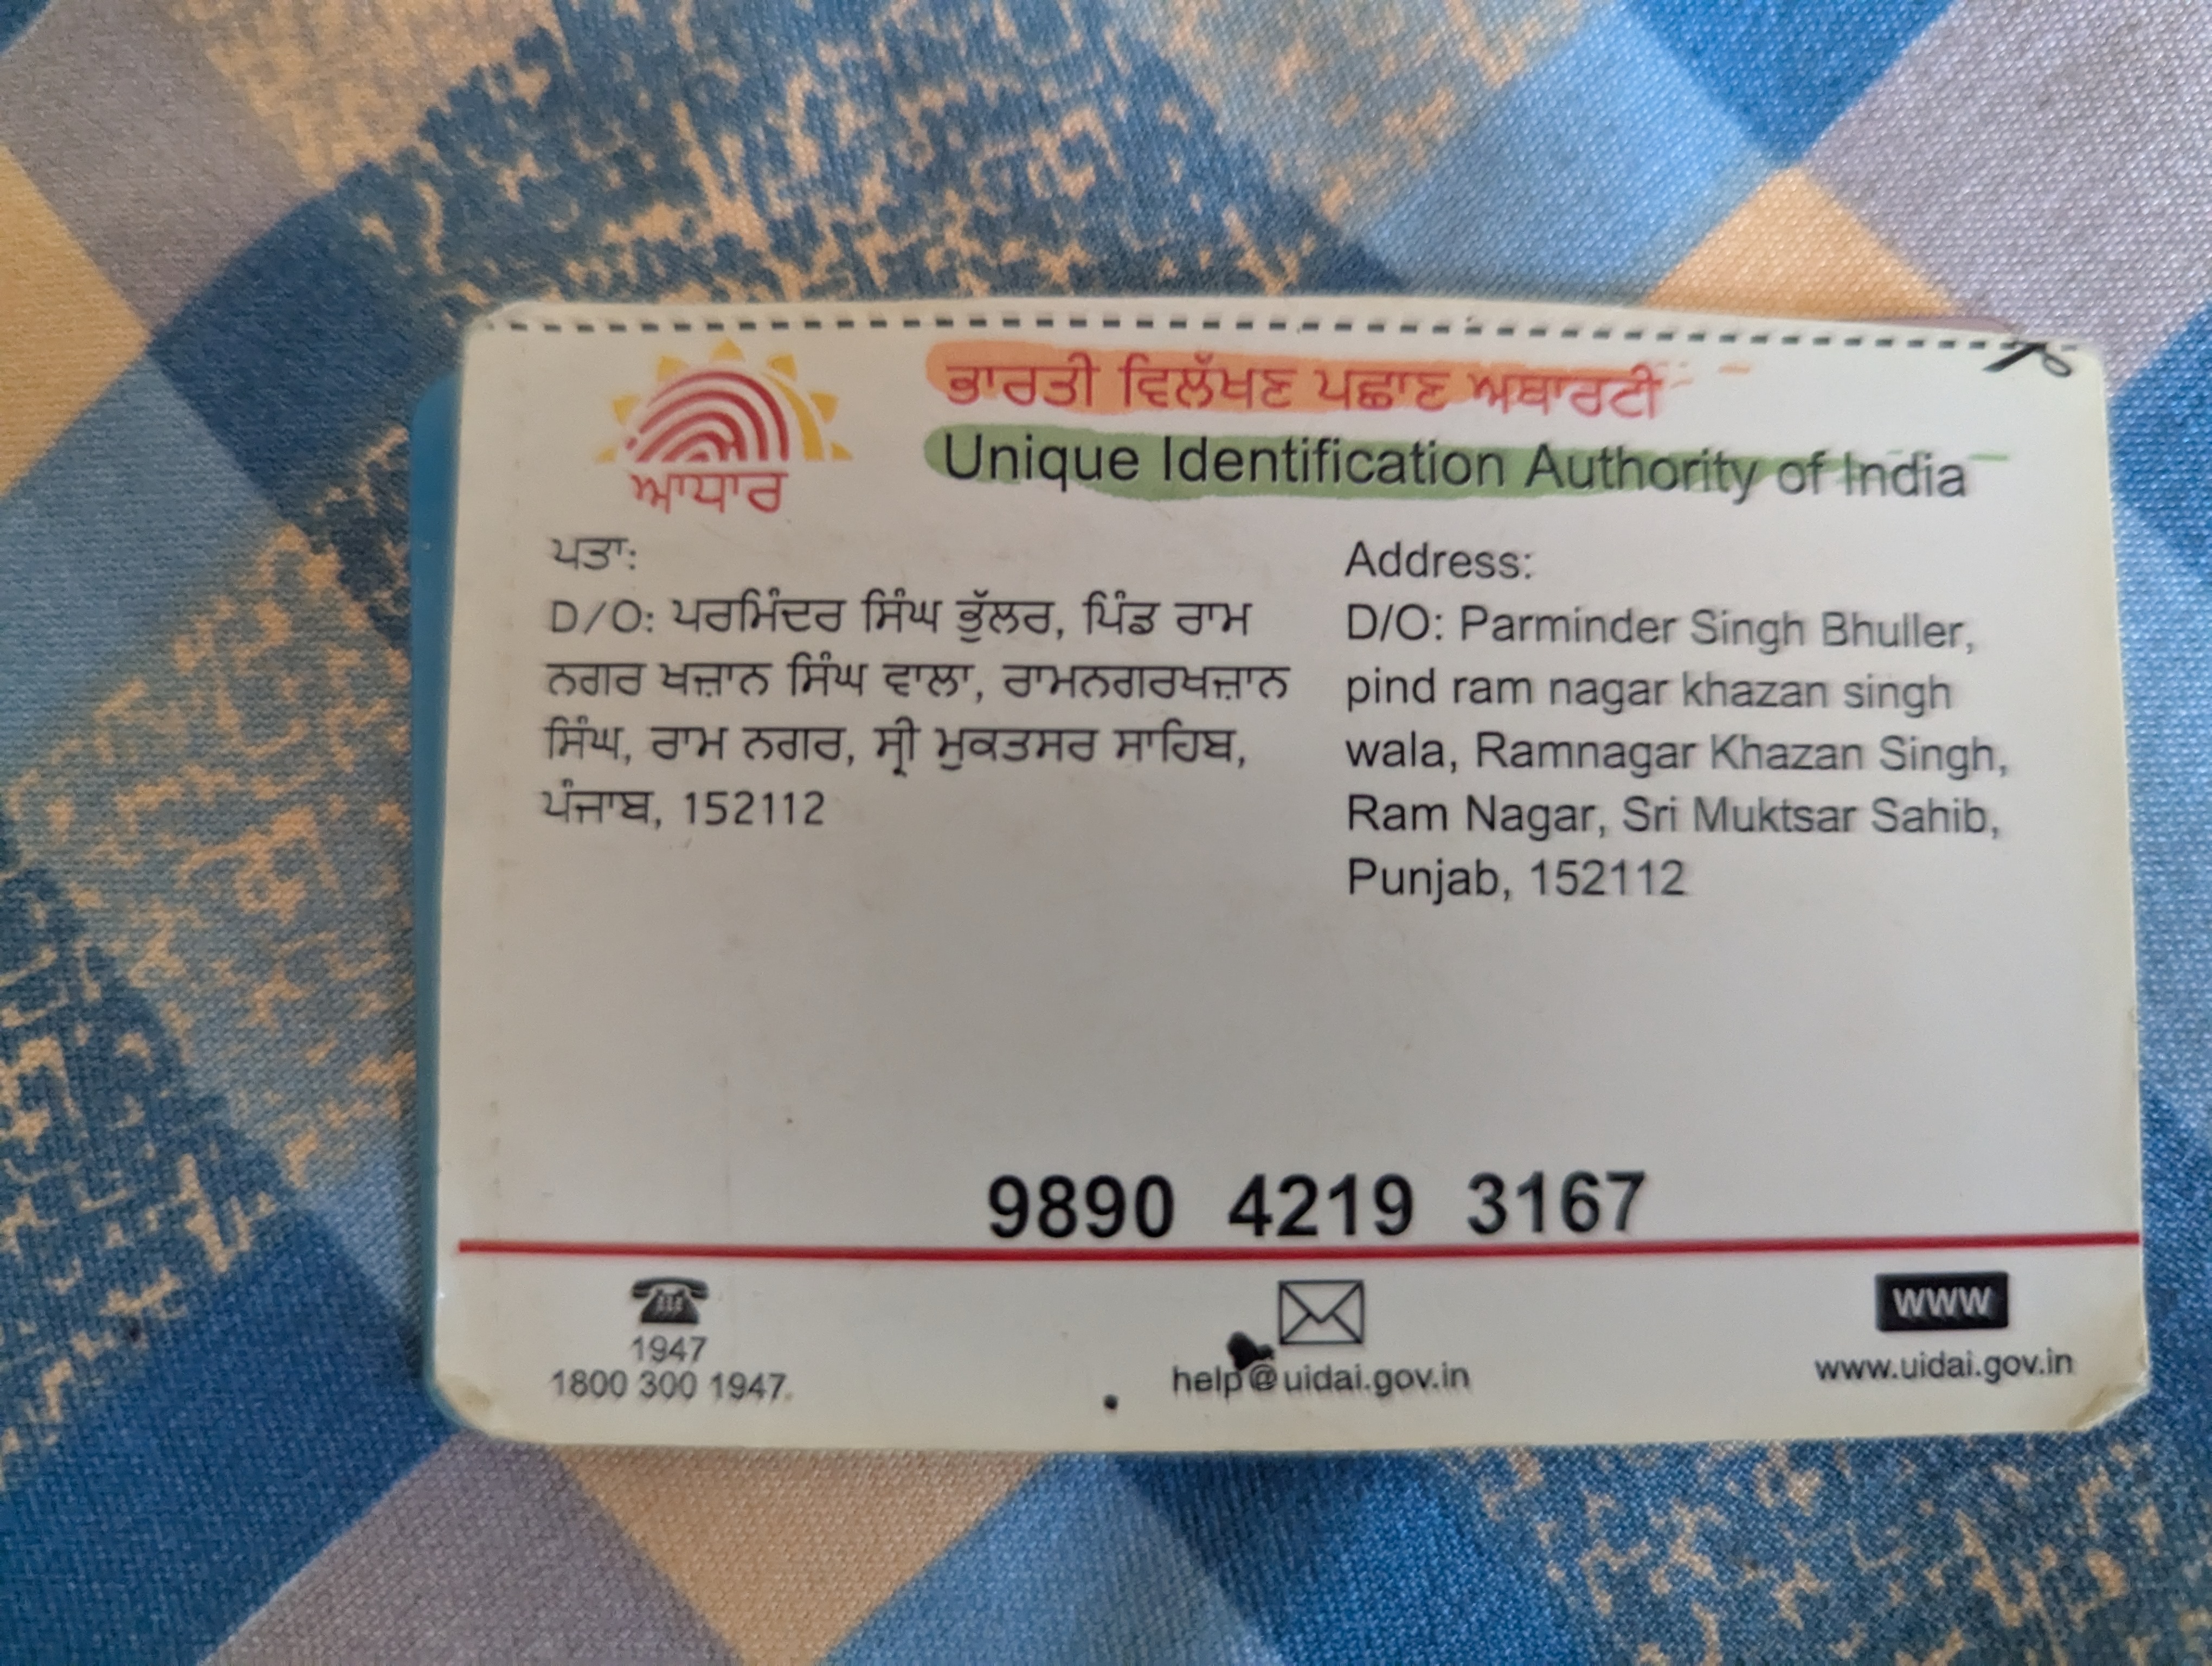 ਭਾਰਤੀ ਵਿਲੱਖਣ ਪਛਾਣ ਅਥਾਰਟੀ
Unique Identification Authority of India
ਆਧਾਰ
ਪਤਾ:
D/O: ਪਰਮਿੰਦਰ ਸਿੰਘ ਭੁੱਲਰ, ਪਿੰਡ ਰਾਮ
ਨਗਰ ਖਜ਼ਾਨ ਸਿੰਘ ਵਾਲਾ, ਰਾਮਨਗਰਖਜ਼ਾਨ
ਸਿੰਘ, ਰਾਮ ਨਗਰ, ਸ੍ਰੀ ਮੁਕਤਸਰ ਸਾਹਿਬ,
ਪੰਜਾਬ, 152112
Address:
D/O: Parminder Singh Bhuller,
pind ram nagar khazan singh
wala, Ramnagar Khazan Singh,
Ram Nagar, Sri Muktsar Sahib,
Punjab, 152112
9890 4219 3167
1947
1800 300 1947
help@uidai.gov.in
www
www.uidai.gov.in